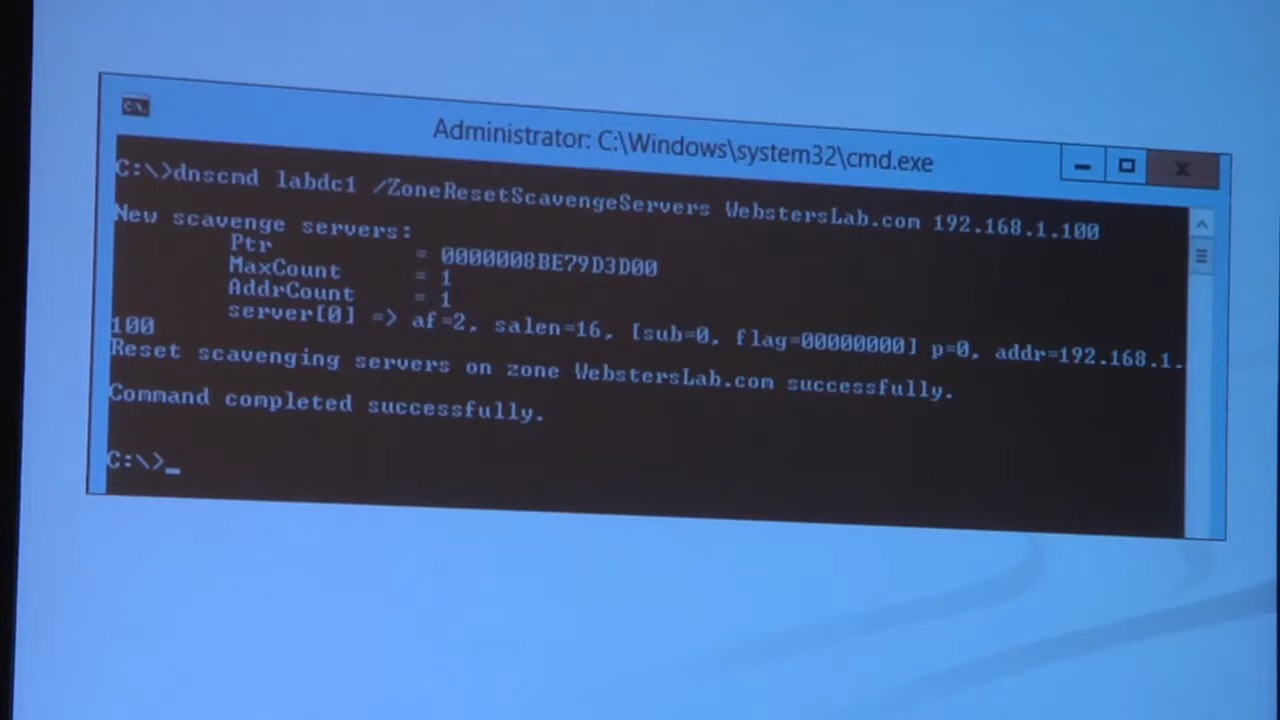 Administrator: C:\Windows\system32\cmd.exe
C:\>dnscmd labdc1 /ZoneResetScavengeServers WebstersLab.com 192.168.1.100
New scavenge servers:
Ptr = 0000008BE79D3D00
MaxCount = 1
AddrCount = 1
server[0] => af=2, salen=16, [sub=0, flag=00000000] p=0, addr=192.168.1.
100
Reset scavenging servers on zone WebstersLab.com successfully.
Command completed successfully.
C:\>_